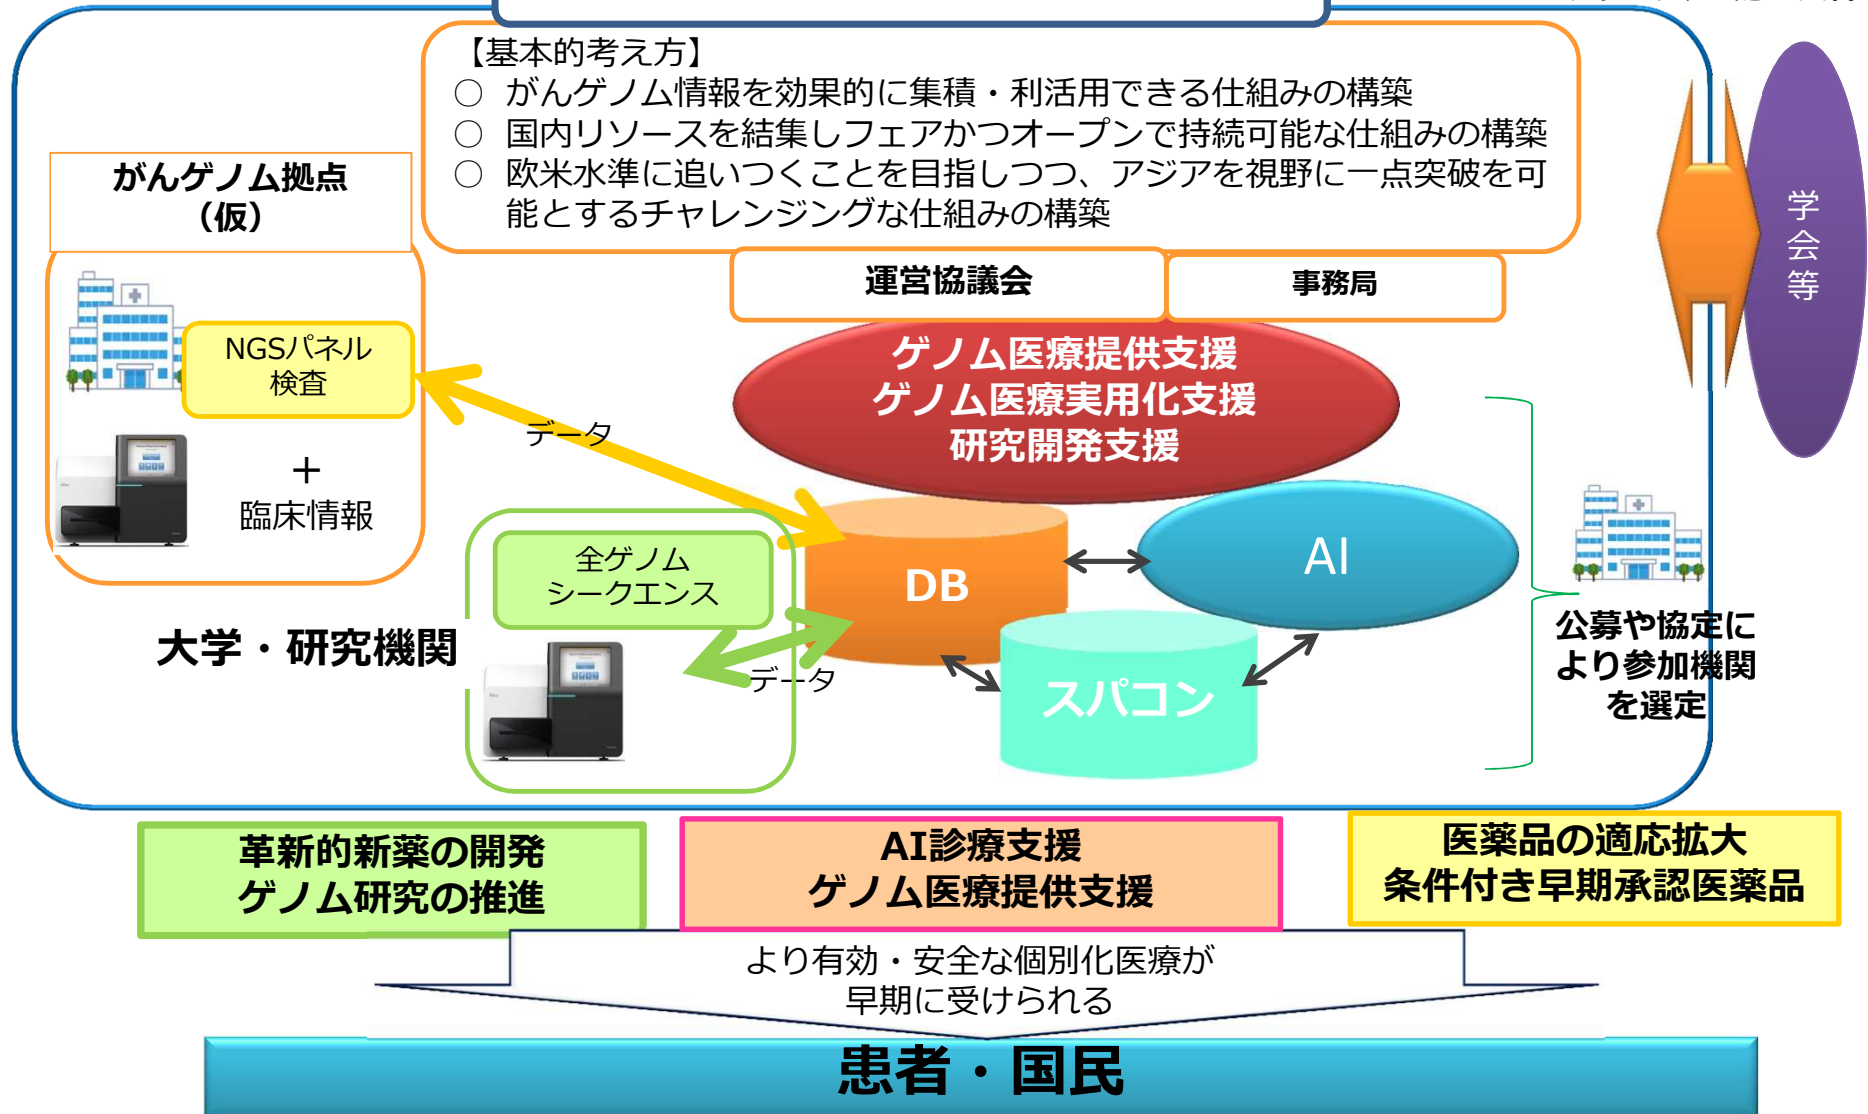 【基本的考え方】
○ がんゲノム情報を効果的に集積・利活用できる仕組みの構築
○ 国内リソースを結集しフェアかつオープンで持続可能な仕組みの構築
○ 欧米水準に追いつくことを目指しつつ、アジアを視野に一点突破を可
能とするチャレンジングな仕組みの構築
がんゲノム拠点
（仮）
学会等
運営協議会
事務局
NGSパネル
検査
＋
臨床情報
データ
ゲノム医療提供支援
ゲノム医療実用化支援
研究開発支援
全ゲノム
シークエンス
DB
AI
スパコン
大学・研究機関
データ
公募や協定に
より参加機関
を選定
革新的新薬の開発
ゲノム研究の推進
AI診療支援
ゲノム医療提供支援
医薬品の適応拡大
条件付き早期承認医薬品
より有効・安全な個別化医療が
早期に受けられる
患者・国民